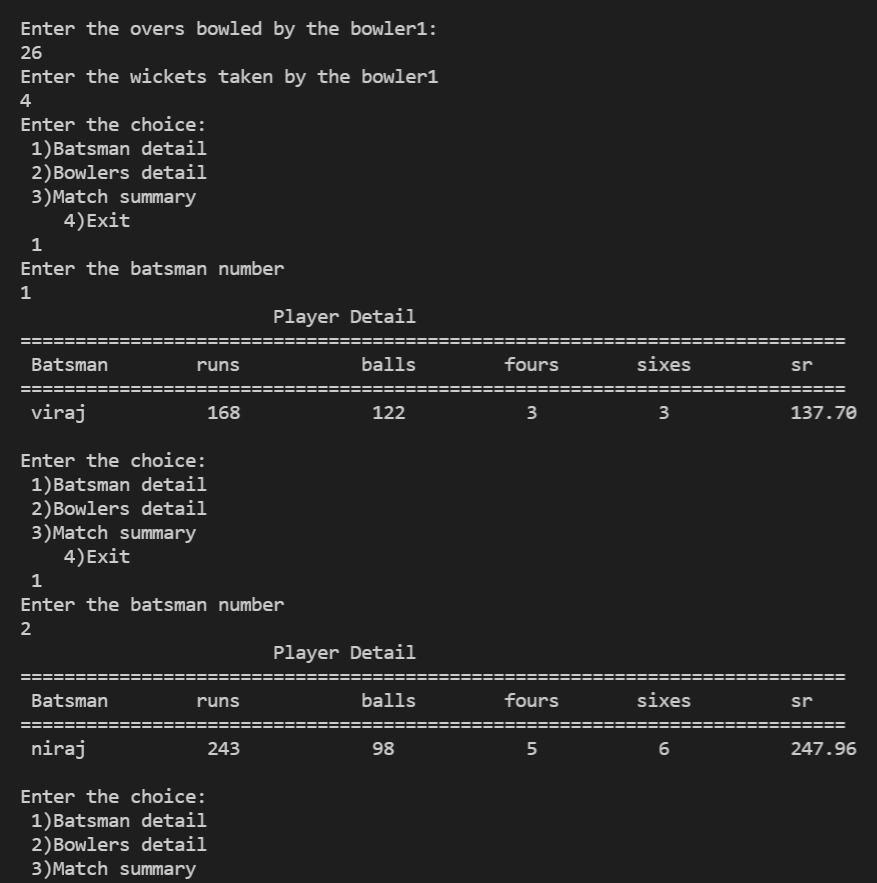 Enter the overs bowled by the bowler1:
26
Enter the wickets taken by the bowler1
4
Enter the choice:
 1)Batsman detail
 2)Bowlers detail
 3)Match summary
    4)Exit
 1
Enter the batsman number
1
                       Player Detail
===========================================================================
 Batsman        runs           balls        fours       sixes         sr
===========================================================================
 viraj           168            122           3           3           137.70

Enter the choice:
 1)Batsman detail
 2)Bowlers detail
 3)Match summary
    4)Exit
 1
Enter the batsman number
2
                       Player Detail
===========================================================================
 Batsman        runs           balls        fours       sixes         sr
===========================================================================
 niraj           243            98            5           6           247.96

Enter the choice:
 1)Batsman detail
 2)Bowlers detail
 3)Match summary